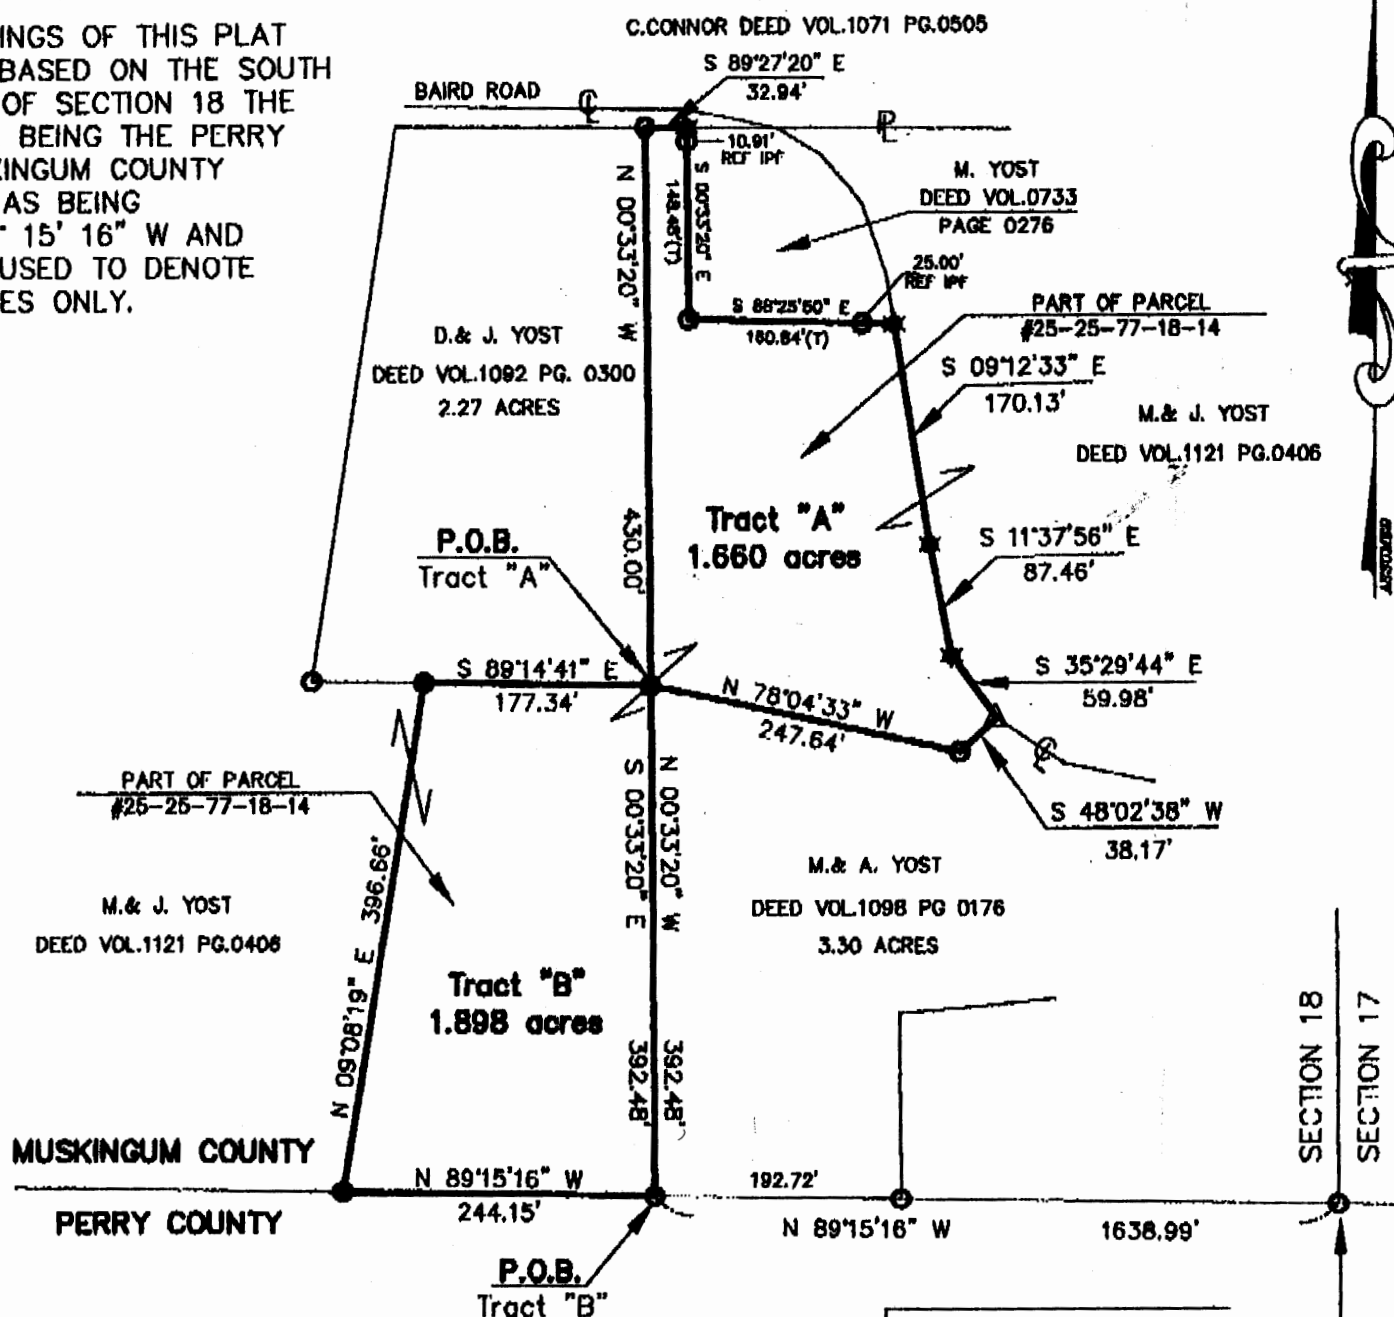 INGS OF THIS PLAT
BASED ON THE SOUTH
OF SECTION 18 THE
BEING THE PERRY
KINGUM COUNTY
AS BEING
15' 16" W AND
USED TO DENOTE
ES ONLY.
C.CONNOR DEED VOL.1071 PG.0505
S 89°27'20" E
32.94'
BAIRD ROAD
10.91'
REF IPF
N 00°33'20" W
430.00'
S 00°33'20" E
148.48'(T)
M. YOST
DEED VOL.0733
PAGE 0276
25.00'
REF IPF
S 88°25'50" E
160.64'(T)
PART OF PARCEL
#25-25-77-18-14
D.& J. YOST
DEED VOL.1092 PG. 0300
2.27 ACRES
S 09°12'33" E
170.13'
M.& J. YOST
DEED VOL.1121 PG.0406
Tract "A"
1.660 acres
P.O.B.
Tract "A"
S 11°37'56" E
87.46'
S 89°14'41" E
177.34'
N 78°04'33" W
247.64'
S 35°29'44" E
59.98'
PART OF PARCEL
#25-25-77-18-14
S 00°33'20" E
392.48'
N 00°33'20" W
392.48'
S 48°02'38" W
38.17'
M.& J. YOST
DEED VOL.1121 PG.0406
N 09°08'19" E 396.66'
M.& A. YOST
DEED VOL.1098 PG 0176
3.30 ACRES
Tract "B"
1.898 acres
SECTION 18
SECTION 17
MUSKINGUM COUNTY
PERRY COUNTY
N 89°15'16" W
244.15'
192.72'
N 89°15'16" W
1638.99'
P.O.B.
Tract "B"